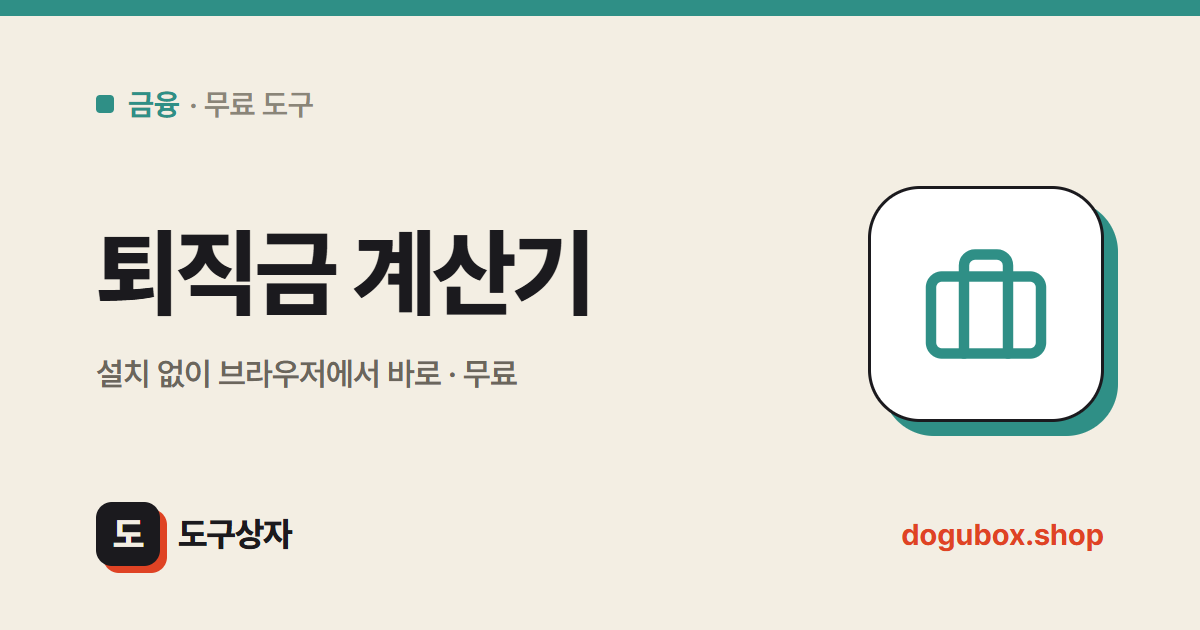 금융 · 무료 도구
퇴직금 계산기
설치 없이 브라우저에서 바로 · 무료
도 도구상자
dogubox.shop